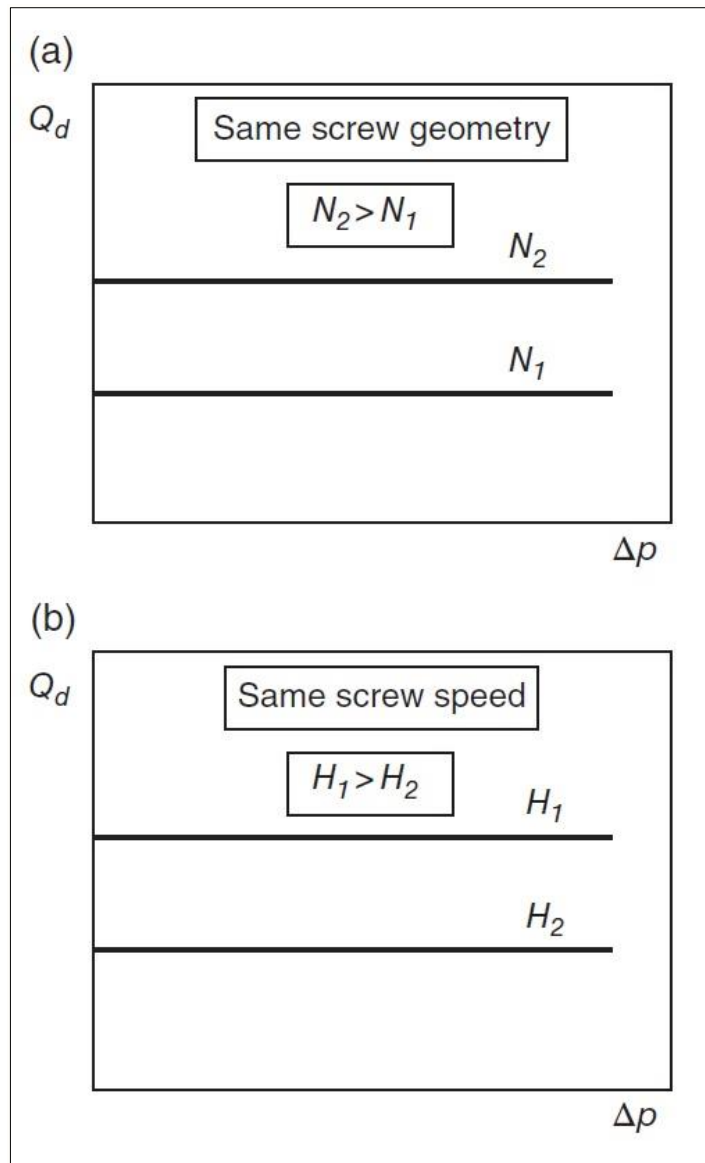 (a)
Q_d
Same screw geometry
N_2 > N_1
N_2
N_1
Δp
(b)
Q_d
Same screw speed
H_1 > H_2
H_1
H_2
Δp